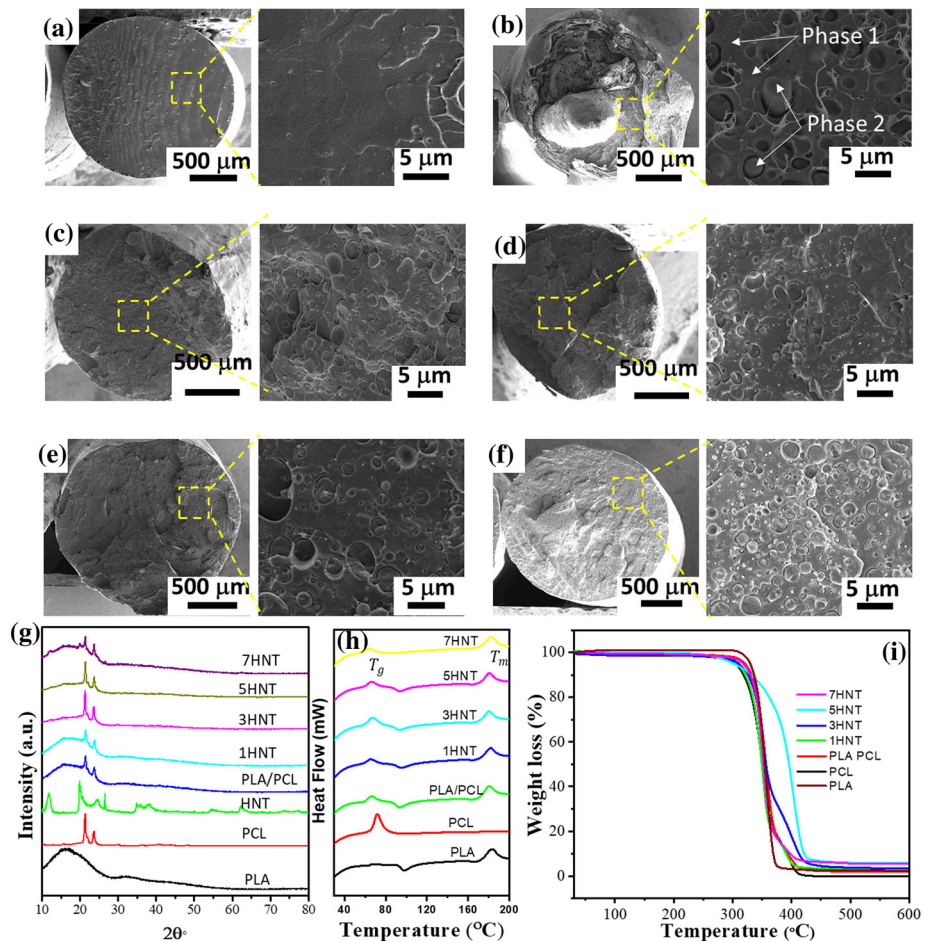 (a)
500 μm
5 μm
(b)
500 μm
Phase 1
Phase 2
5 μm
(c)
500 μm
5 μm
(d)
500 μm
5 μm
(e)
500 μm
5 μm
(f)
500 μm
5 μm
(g)
7HNT
5HNT
3HNT
1HNT
PLA/PCL
HNT
PCL
PLA
Intensity (a.u.)
10 20 30 40 50 60 70 80
2θ°
(h)
7HNT
Tg
Tm
5HNT
3HNT
1HNT
PLA/PCL
PCL
PLA
Heat Flow (mW)
40 80 120 160 200
Temperature (°C)
(i)
100
80
60
40
20
0
Weight loss (%)
7HNT
5HNT
3HNT
1HNT
PLA PCL
PCL
PLA
100 200 300 400 500 600
Temperature (°C)